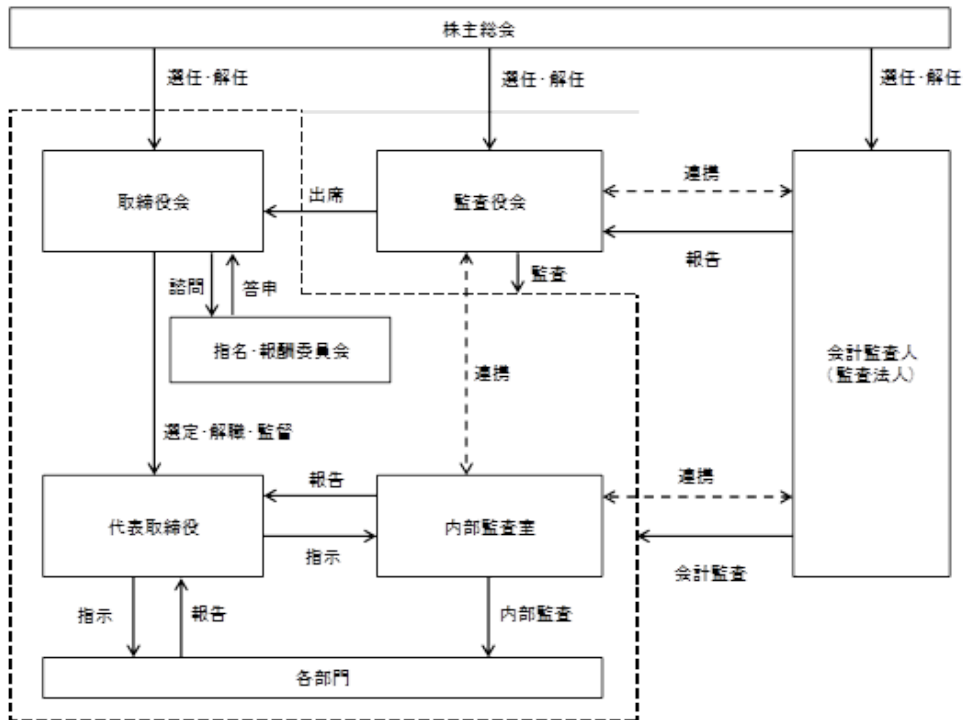 株主総会
選任・解任
選任・解任
選任・解任
取締役会
出席
監査役会
連携
報告
諮問
答申
監査
指名・報酬委員会
会計監査人
(監査法人)
連携
選定・解職・監督
代表取締役
報告
指示
内部監査室
連携
会計監査
指示
報告
内部監査
各部門